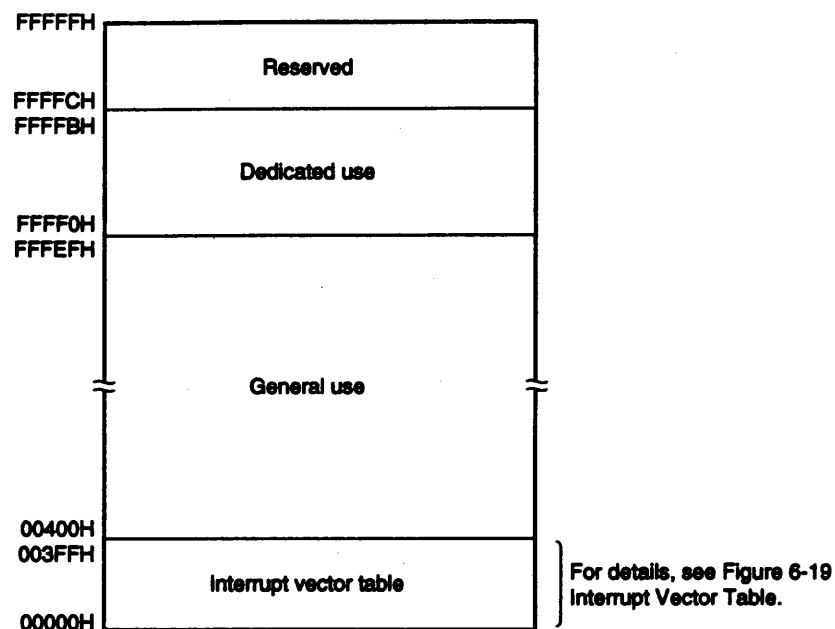 FFFFFH
Reserved
FFFFCH
FFFFBH
Dedicated use
FFFF0H
FFFEFH
General use
00400H
003FFH
Interrupt vector table
For details, see Figure 6-19
Interrupt Vector Table.
00000H